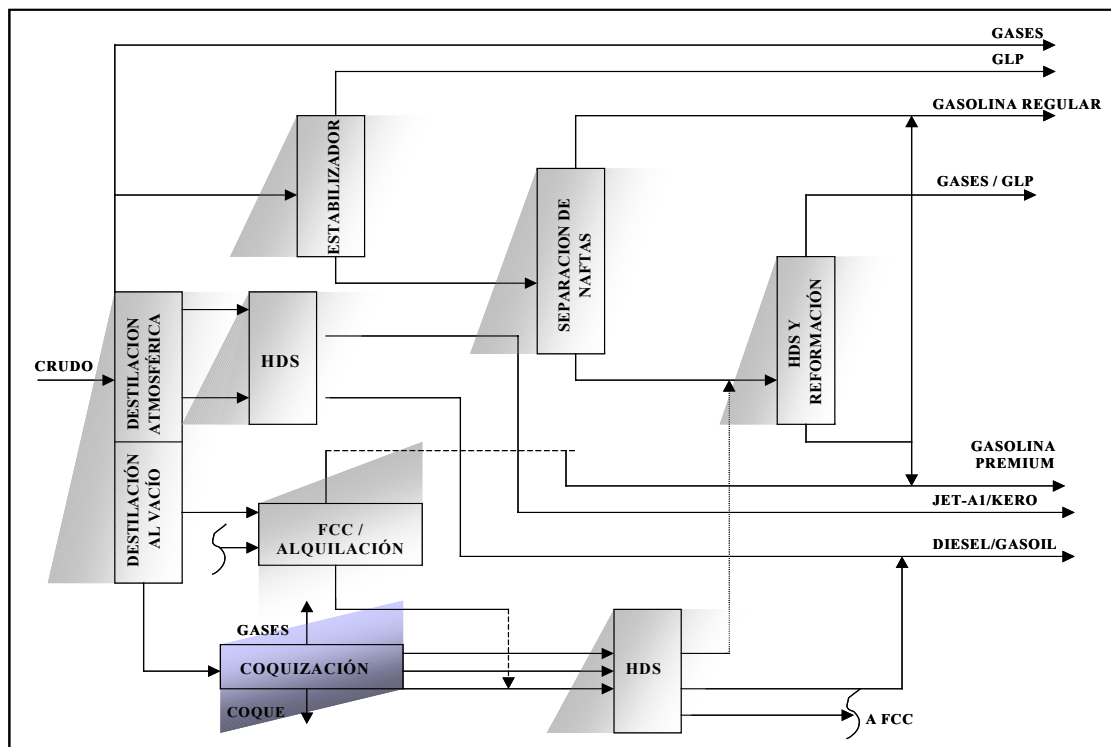 GASES
GLP
GASOLINA REGULAR
ESTABILIZADOR
SEPARACION DE
NAFTAS
GASES / GLP
HDS Y
REFORMACIÓN
CRUDO
DESTILACION
ATMOSFÉRICA
HDS
DESTILACIÓN
AL VACÍO
GASOLINA
PREMIUM
JET-A1/KERO
FCC /
ALQUILACIÓN
DIESEL/GASOIL
GASES
COQUIZACIÓN
COQUE
HDS
A FCC